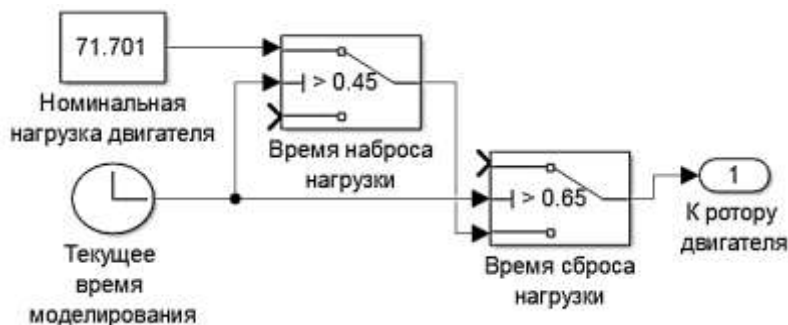 71.701
Номинальная
нагрузка двигателя
> 0.45
Время наброса
нагрузки
Текущее
время
моделирования
> 0.65
Время сброса
нагрузки
1
К ротору
двигателя